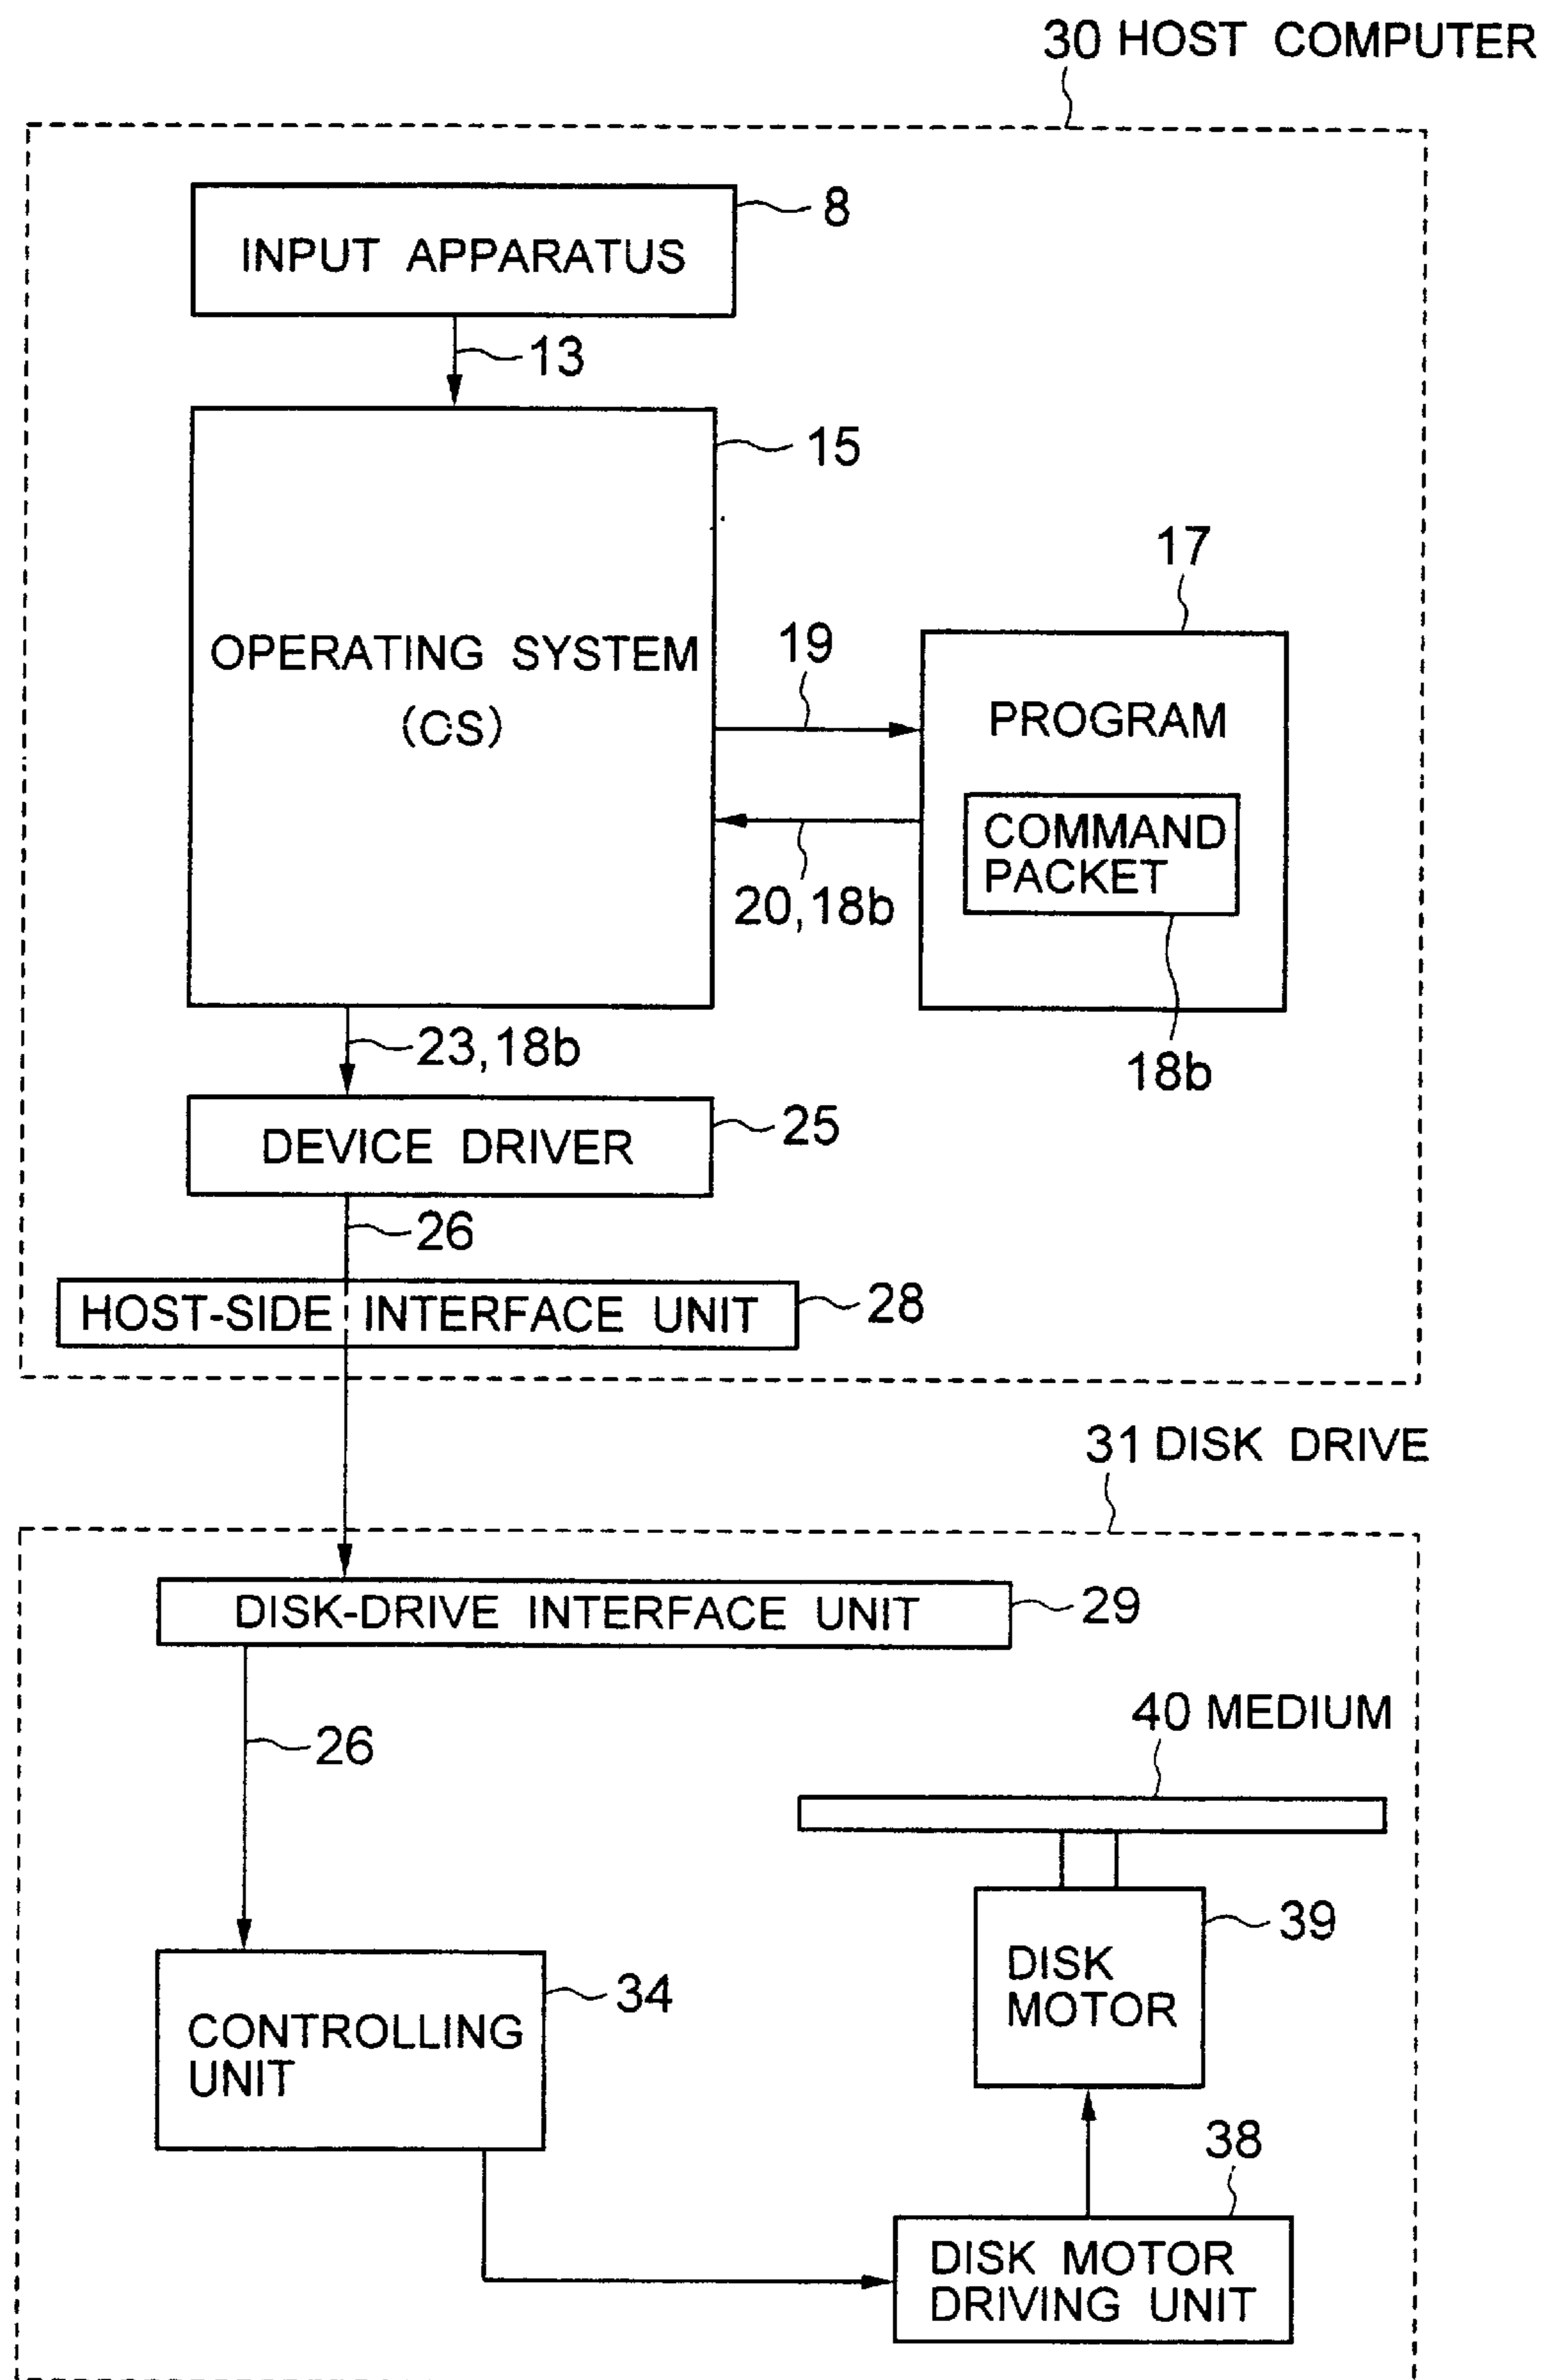 30 HOST COMPUTER
8
INPUT APPARATUS
13
15
17
OPERATING SYSTEM
(CS)
19
PROGRAM
COMMAND
PACKET
20,18b
23,18b
18b
DEVICE DRIVER
25
26
HOST-SIDE INTERFACE UNIT
28
31 DISK DRIVE
DISK-DRIVE INTERFACE UNIT
29
40 MEDIUM
26
39
DISK
MOTOR
34
CONTROLLING
UNIT
38
DISK MOTOR
DRIVING UNIT